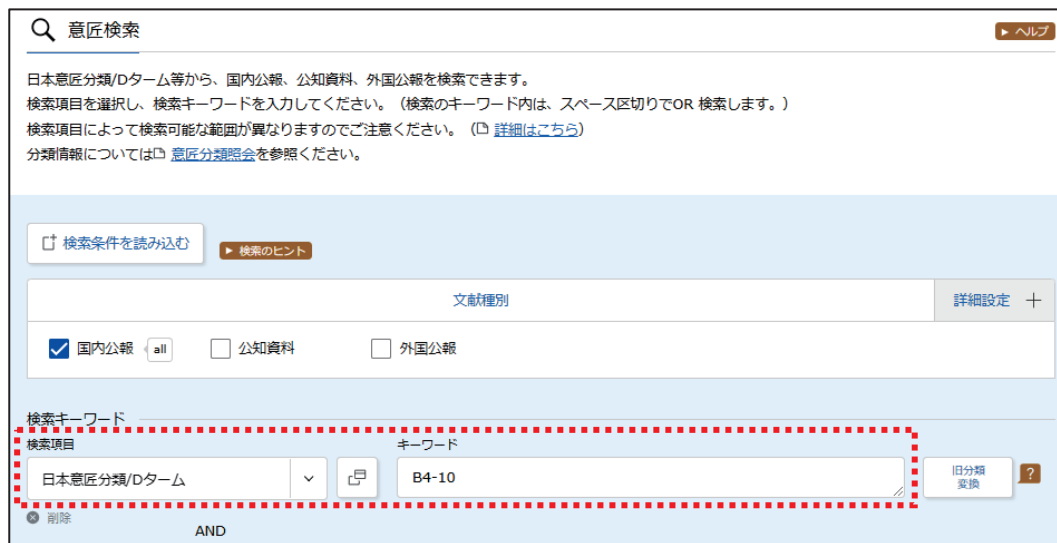 意匠検索
ヘルプ
日本意匠分類/Dターム等から、国内公報、公知資料、外国公報を検索できます。
検索項目を選択し、検索キーワードを入力してください。（検索のキーワード内は、スペース区切りでOR 検索します。）
検索項目によって検索可能な範囲が異なりますのでご注意ください。（詳細はこちら）
分類情報については意匠分類照会を参照ください。
検索条件を読み込む
検索のヒント
文献種別
詳細設定
国内公報 all 公知資料 外国公報
検索キーワード
検索項目 キーワード
日本意匠分類/Dターム B4-10
旧分類
変換
?
削除
AND